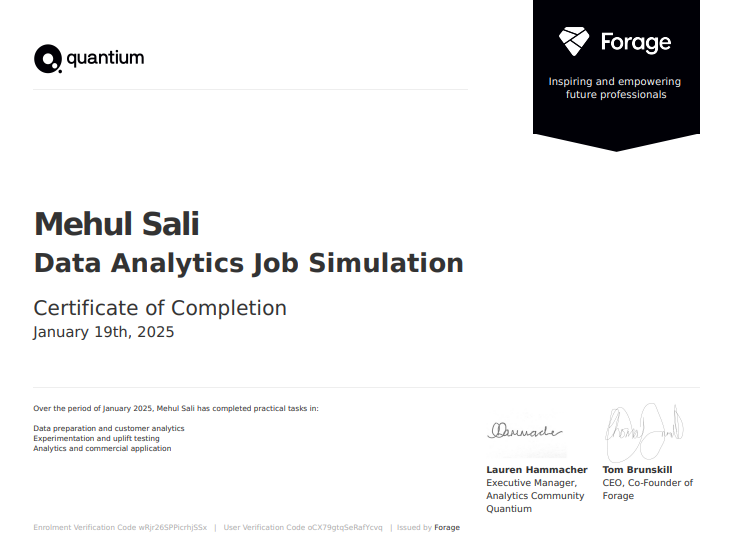 quantium
Forage
Inspiring and empowering
future professionals
Mehul Sali
Data Analytics Job Simulation
Certificate of Completion
January 19th, 2025
Over the period of January 2025, Mehul Sali has completed practical tasks in:
Data preparation and customer analytics
Experimentation and uplift testing
Analytics and commercial application
Lauren Hammacher
Executive Manager,
Analytics Community
Quantium
Tom Brunskill
CEO, Co-Founder of
Forage
Enrolment Verification Code wRjr26SPPicrhjSSx | User Verification Code oCX79gtqSeRafYcvq | Issued by Forage